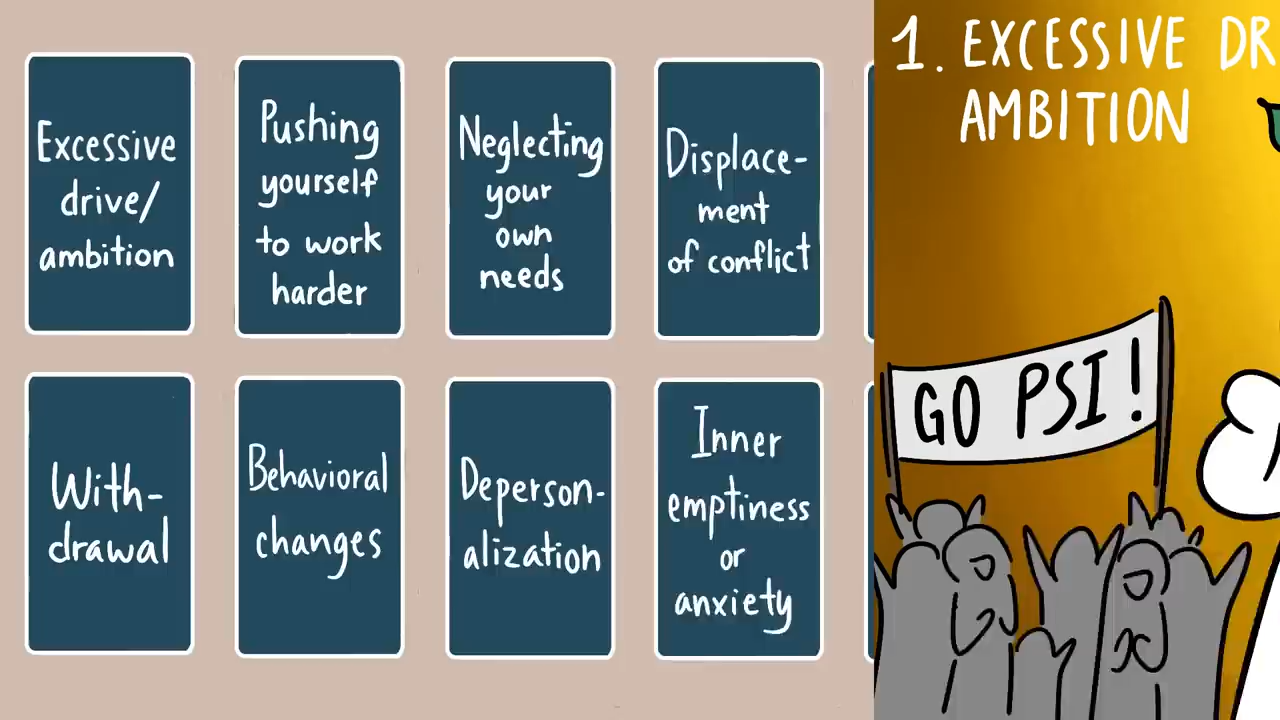 Excessive
drive/
ambition
Pushing
yourself
to work
harder
Neglecting
your
own
needs
Displace-
ment
of conflict
With-
drawal
Behavioral
changes
Deperson-
alization
Inner
emptiness
or
anxiety
1. EXCESSIVE DR
AMBITION
GO PSI!